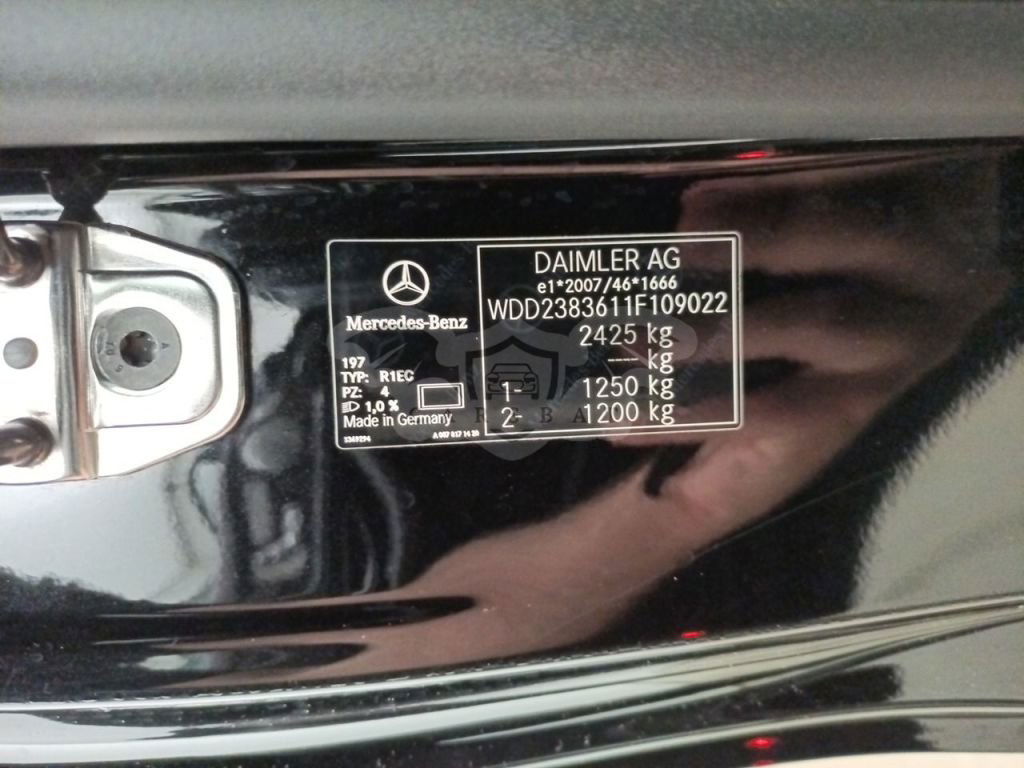 Mercedes-Benz
197
TYP: R1EC
PZ: 4
1,0 %
Made in Germany
DAIMLER AG
e1*2007/46*1666
WDD2383611F109022
2425 kg
--- kg
1- 1250 kg
2- 1200 kg